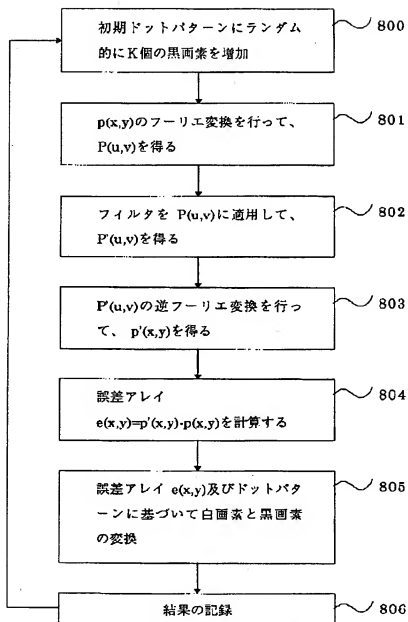 初期ドットパターンにランダム
的にK個の黒画素を増加
800
p(x,y)のフーリエ変換を行って、
P(u,v)を得る
801
フィルタを P(u,v)に適用して、
P'(u,v)を得る
802
P'(u,v)の逆フーリエ変換を行っ
て、 p'(x,y)を得る
803
誤差アレイ
e(x,y)=p'(x,y)-p(x,y)を計算する
804
誤差アレイ e(x,y)及びドットパタ
ーンに基づいて白画素と黒画素
の変換
805
結果の記録
806